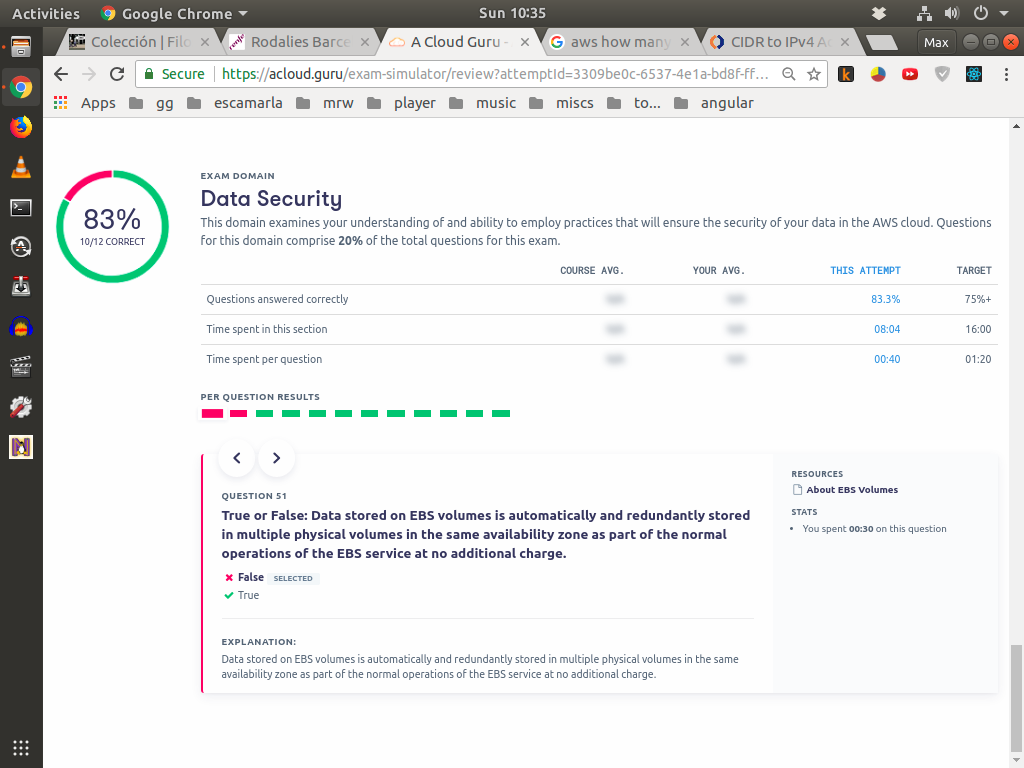 Activities
Google Chrome
Sun 10:35
Colección | Filo
Rodalies Barce
A Cloud Guru -
aws how many
CIDR to IPv4 A
Max
Secure
https://acloud.guru/exam-simulator/review?attemptId=3309be0c-6537-4e1a-bd8f-ff...
Apps
gg
escamarla
mrw
player
music
miscs
to...
angular
83%
10/12 CORRECT
EXAM DOMAIN
Data Security
This domain examines your understanding of and ability to employ practices that will ensure the security of your data in the AWS cloud. Questions
for this domain comprise 20% of the total questions for this exam.
COURSE AVG. YOUR AVG. THIS ATTEMPT TARGET
Questions answered correctly 83.3% 75%+
Time spent in this section 08:04 16:00
Time spent per question 00:40 01:20
PER QUESTION RESULTS
QUESTION 51
True or False: Data stored on EBS volumes is automatically and redundantly stored
in multiple physical volumes in the same availability zone as part of the normal
operations of the EBS service at no additional charge.
False SELECTED
True
EXPLANATION:
Data stored on EBS volumes is automatically and redundantly stored in multiple physical volumes in the same
availability zone as part of the normal operations of the EBS service at no additional charge.
RESOURCES
About EBS Volumes
STATS
You spent 00:30 on this question